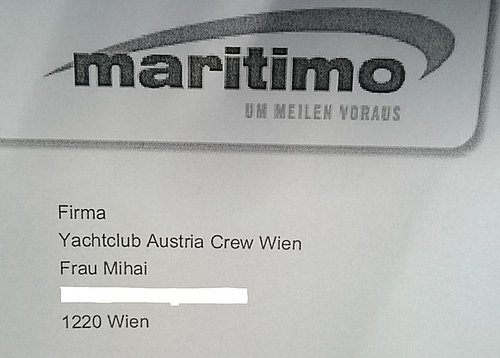 maritimo
UM MEILEN VORAUS
Firma
Yachtclub Austria Crew Wien
Frau Mihai
1220 Wien